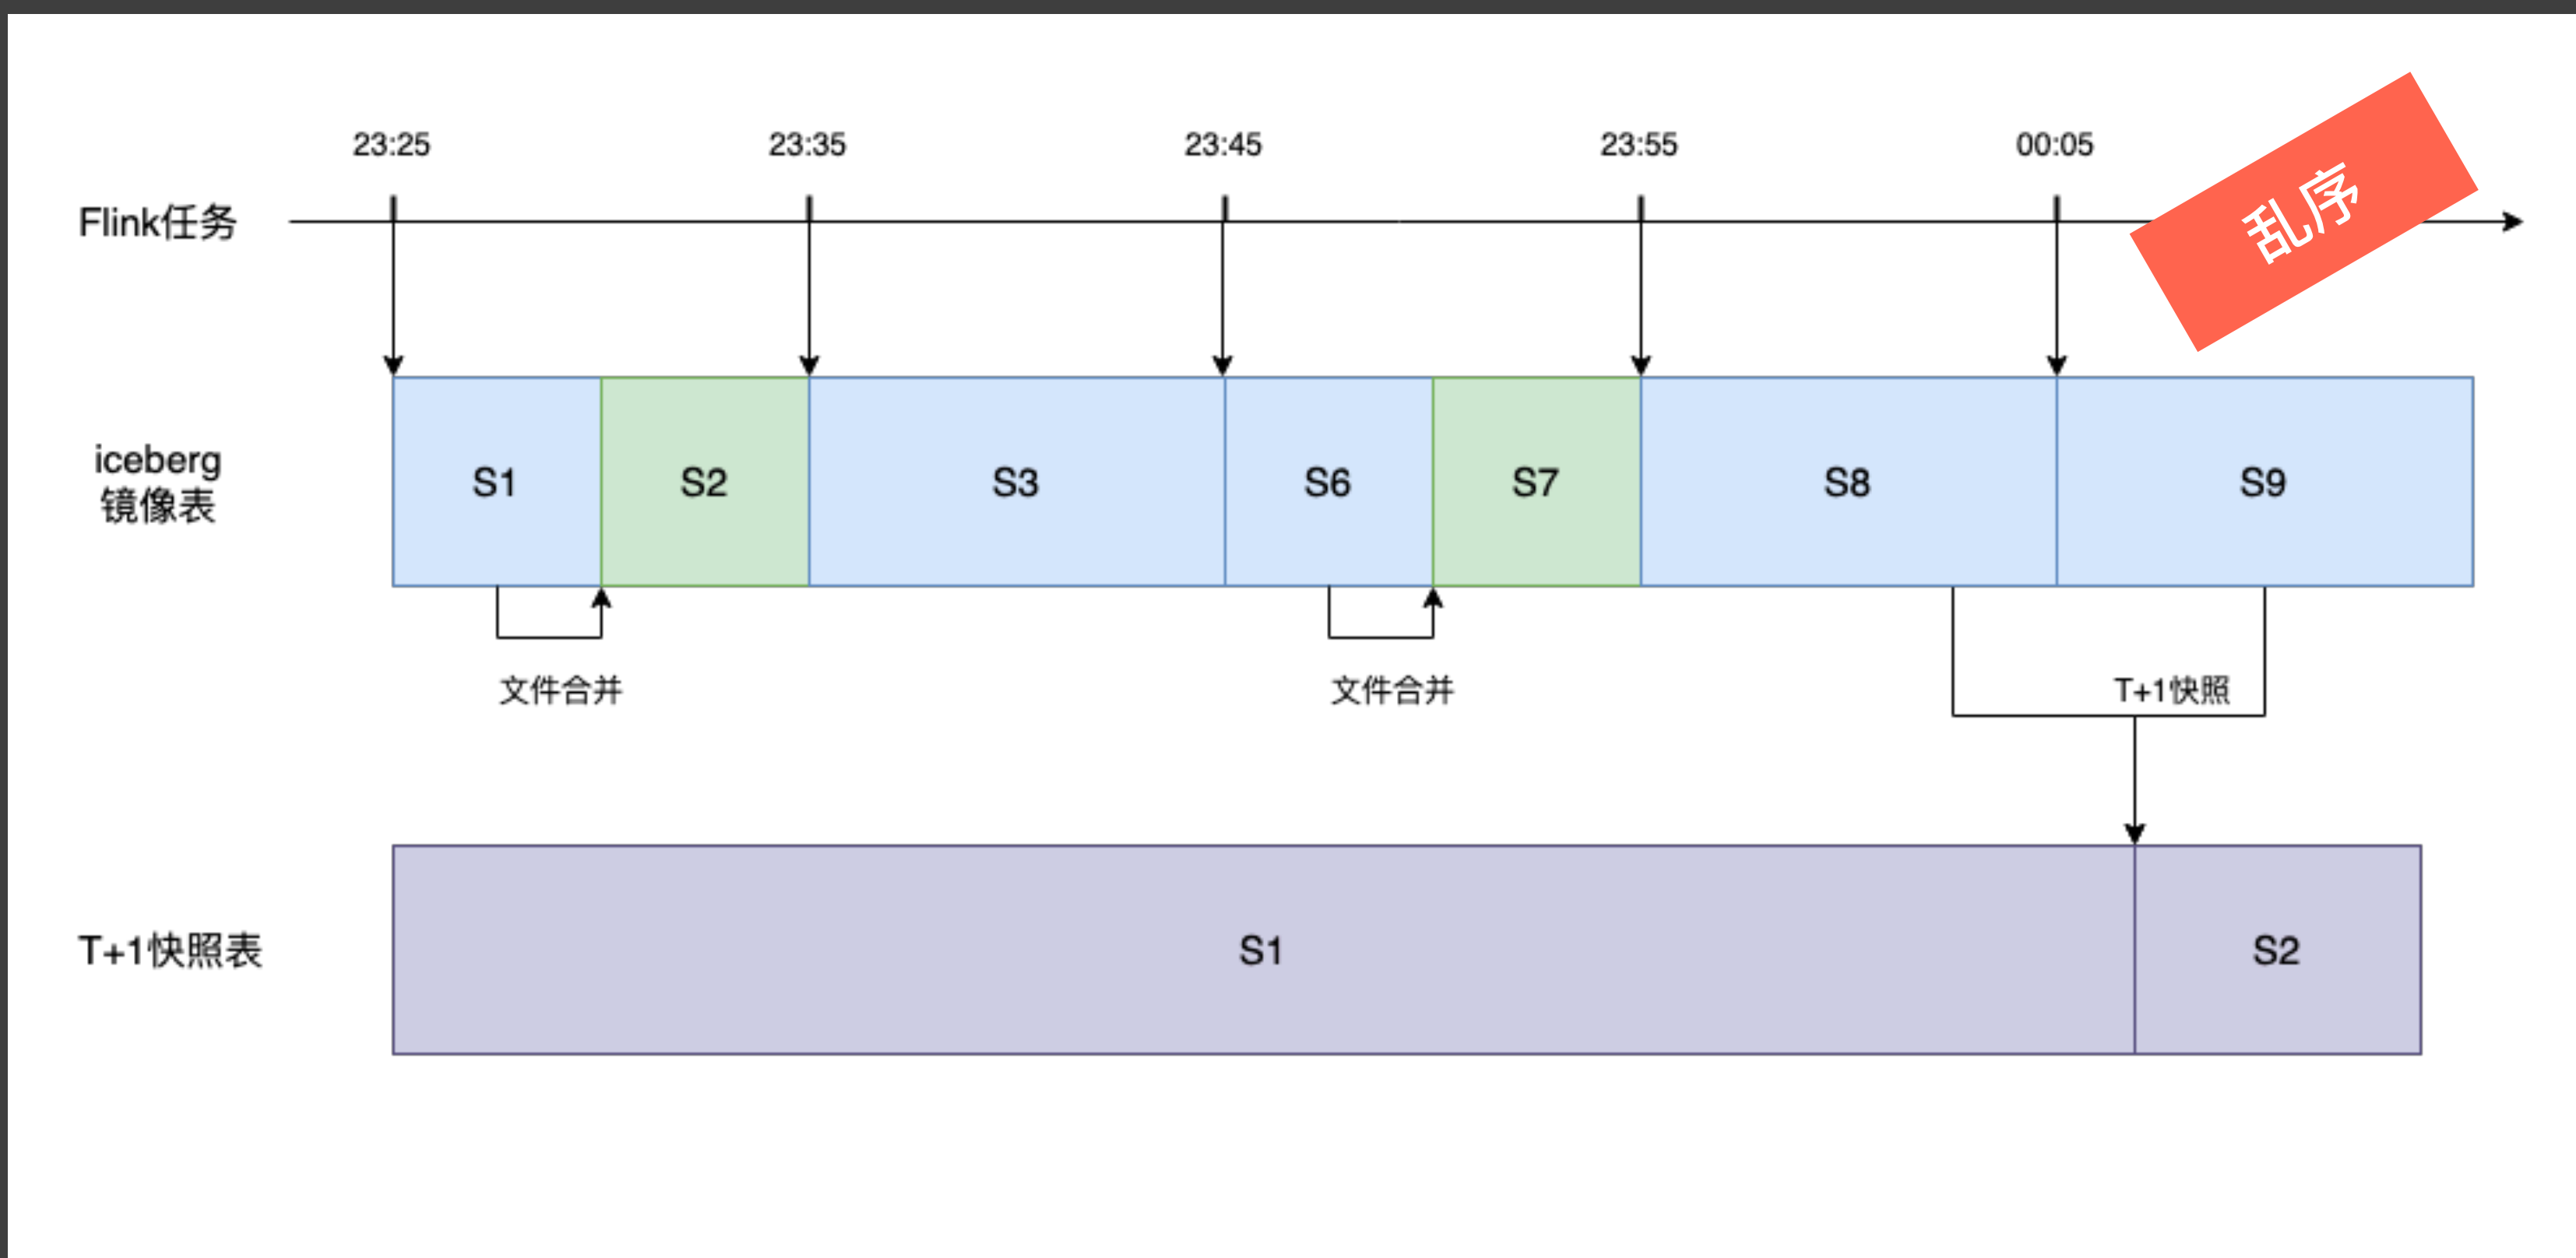 23:25
23:35
23:45
23:55
00:05
乱序
Flink任务
iceberg
镜像表
S1
S2
S3
S6
S7
S8
S9
文件合并
文件合并
T+1快照
T+1快照表
S1
S2